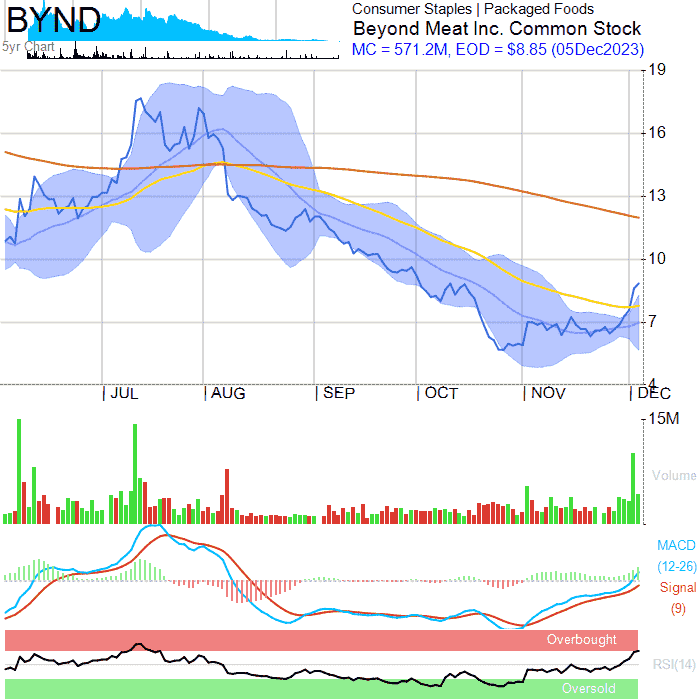 BYND
5yr Chart
Consumer Staples | Packaged Foods
Beyond Meat Inc. Common Stock
MC = 571.2M, EOD = $8.85 (05Dec2023)
19
16
13
10
7
4
JUL
AUG
SEP
OCT
NOV
DEC
15M
Volume
MACD
(12-26)
Signal
(9)
Overbought
RSI(14)
Oversold